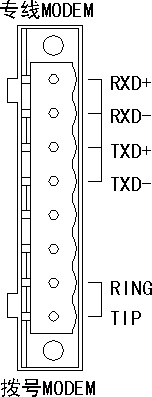 专线MODEM
RXD+
RXD-
TXD+
TXD-
RING
TIP
拨号MODEM